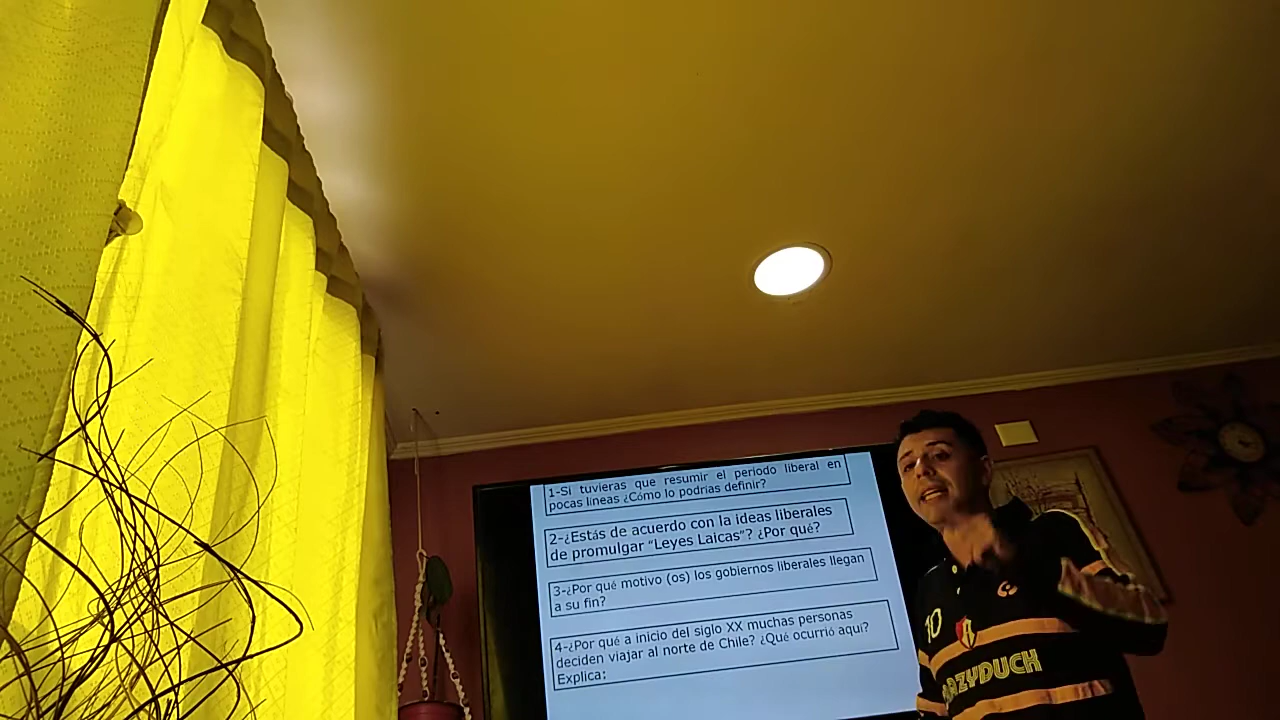 1-Si tuvieras que resumir el periodo liberal en
pocas lineas ¿Cómo lo podrías definir?
2-¿Estás de acuerdo con la ideas liberales
de promulgar “Leyes Laicas”? ¿Por qué?
3-¿Por qué motivo (os) los gobiernos liberales llegan
a su fin?
4-¿Por qué a inicio del siglo XX muchas personas
deciden viajar al norte de Chile? ¿Qué ocurrió aquí?
Explica:
10
AZYDUCH